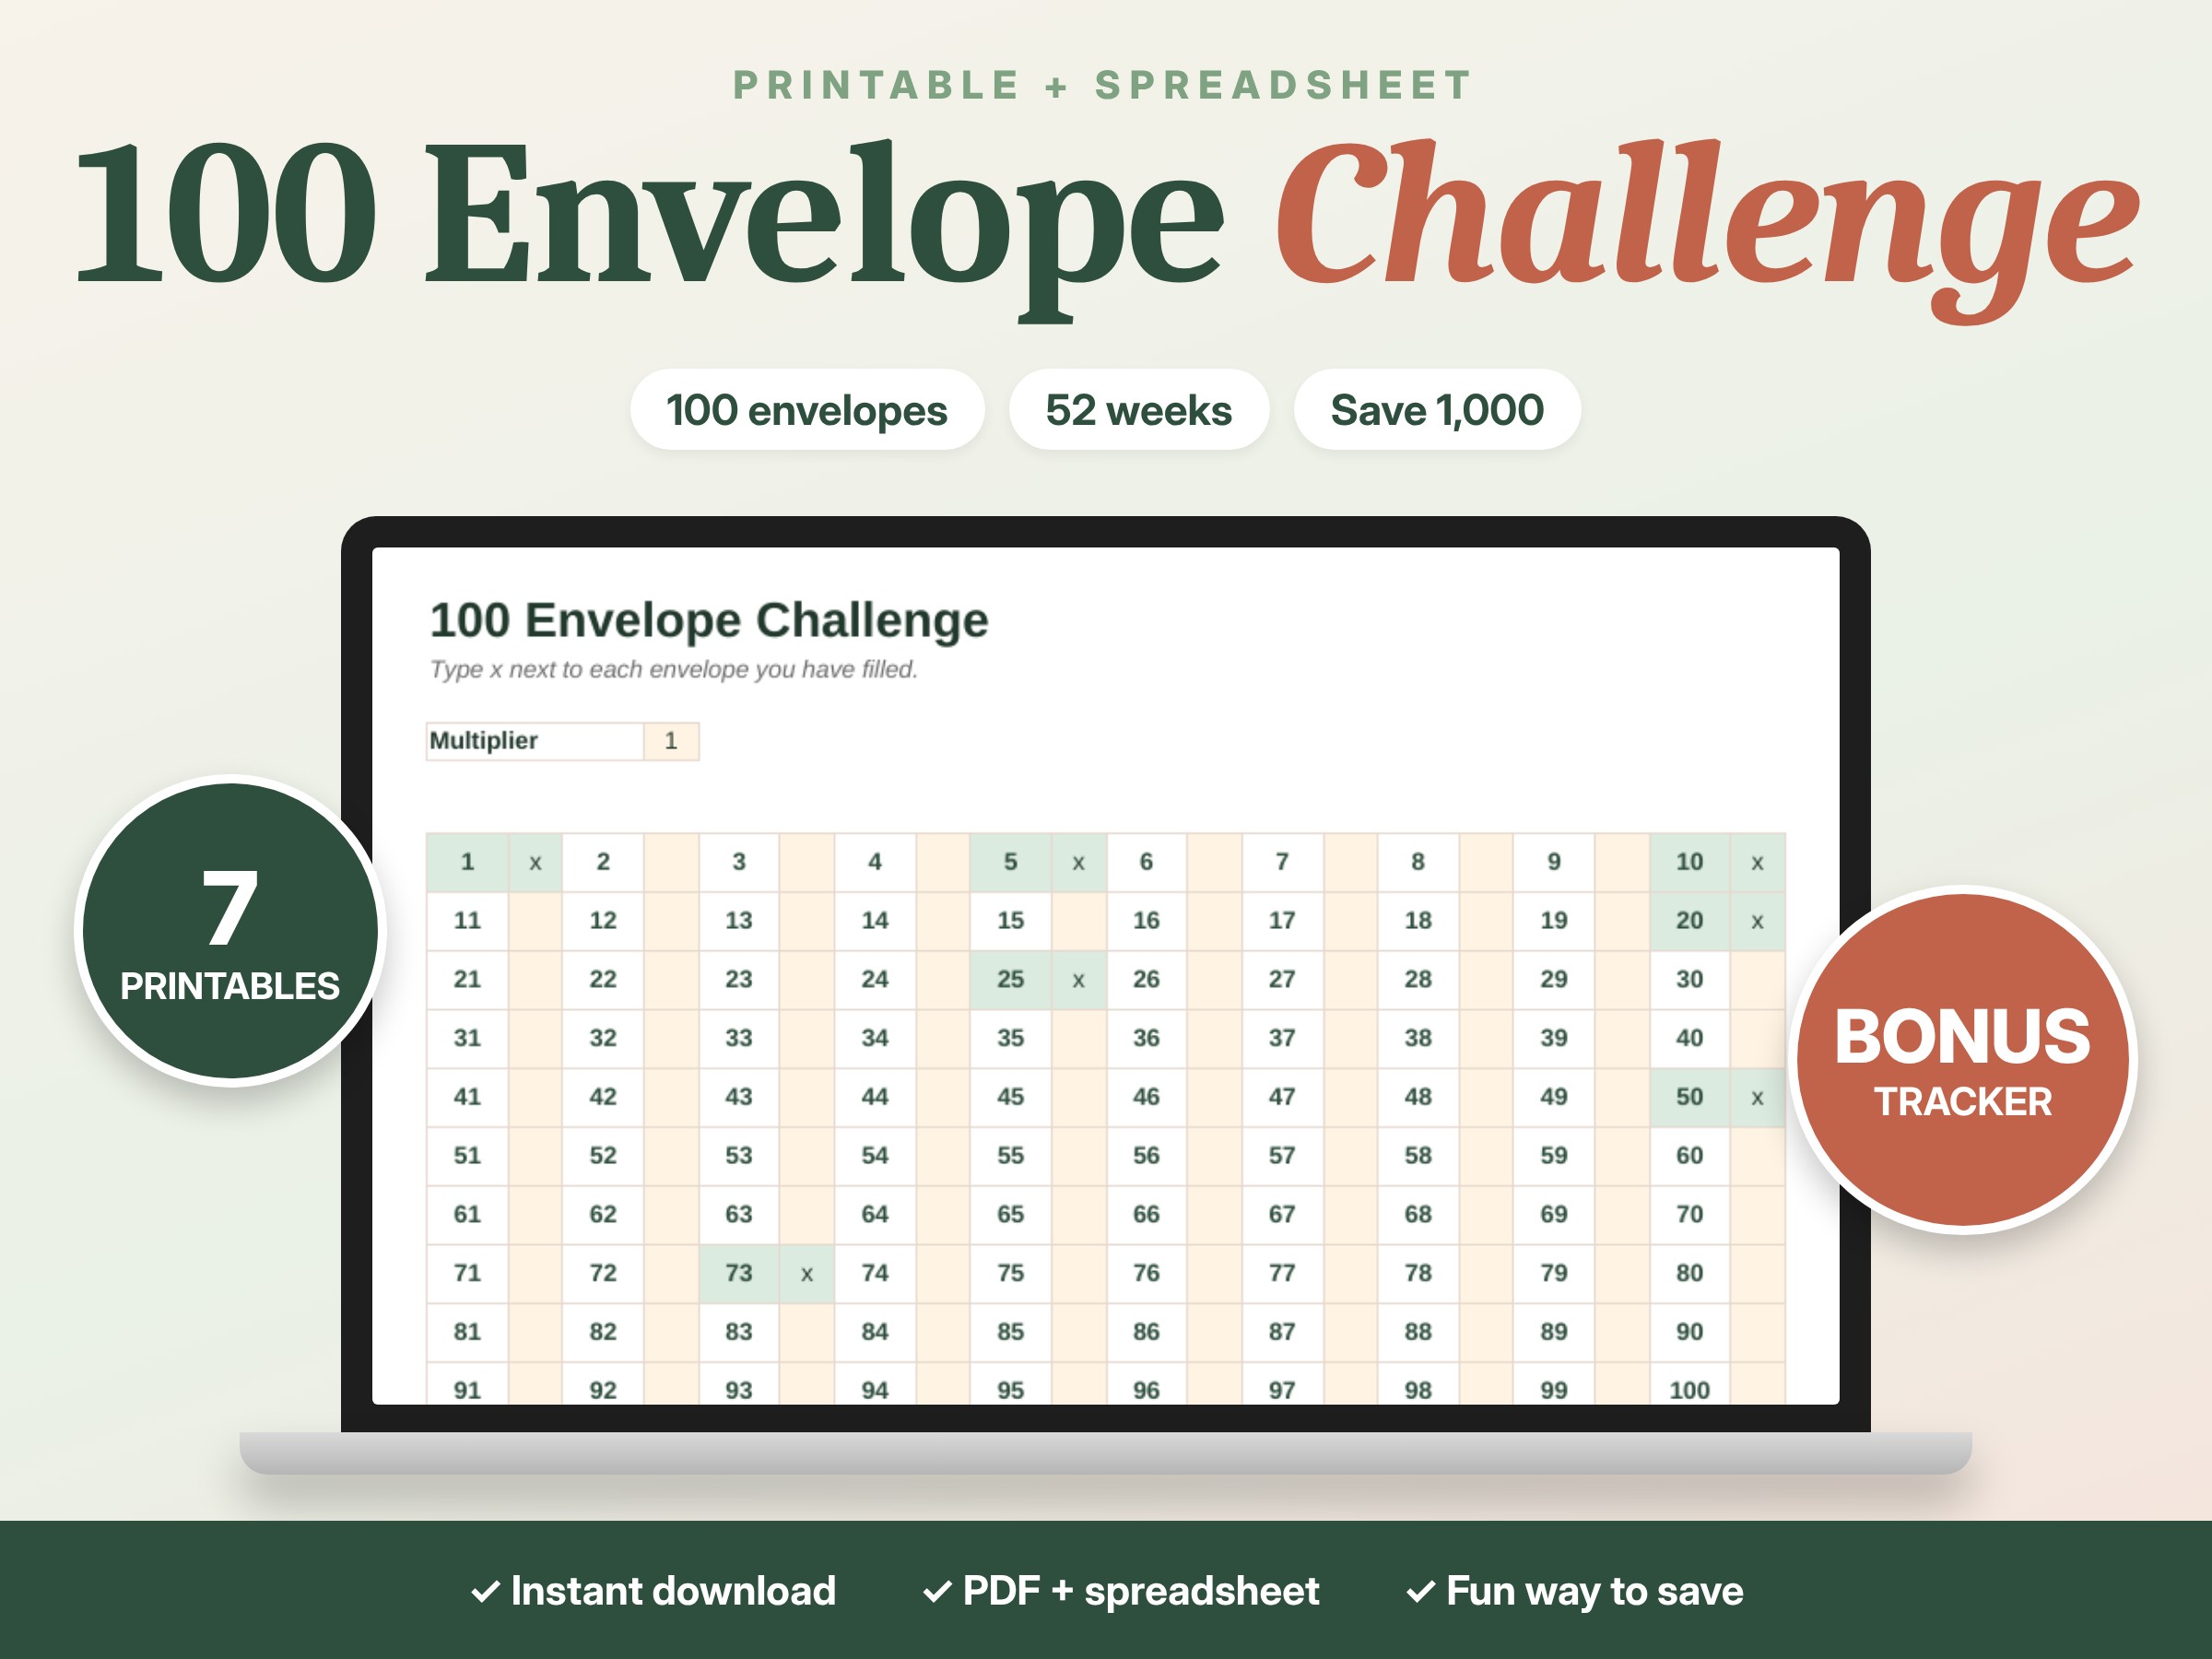 PRINTABLE + SPREADSHEET
100 Envelope Challenge
100 envelopes 52 weeks Save 1,000
100 Envelope Challenge
Type x next to each envelope you have filled.
Multiplier 1
1 x 2 3 4 5 x 6 7 8 9 10 x
11 12 13 14 15 16 17 18 19 20 x
21 22 23 24 25 x 26 27 28 29 30
31 32 33 34 35 36 37 38 39 40
41 42 43 44 45 46 47 48 49 50 x
51 52 53 54 55 56 57 58 59 60
61 62 63 64 65 66 67 68 69 70
71 72 73 x 74 75 76 77 78 79 80
81 82 83 84 85 86 87 88 89 90
91 92 93 94 95 96 97 98 99 100
7
PRINTABLES
BONUS
TRACKER
✓ Instant download ✓ PDF + spreadsheet ✓ Fun way to save